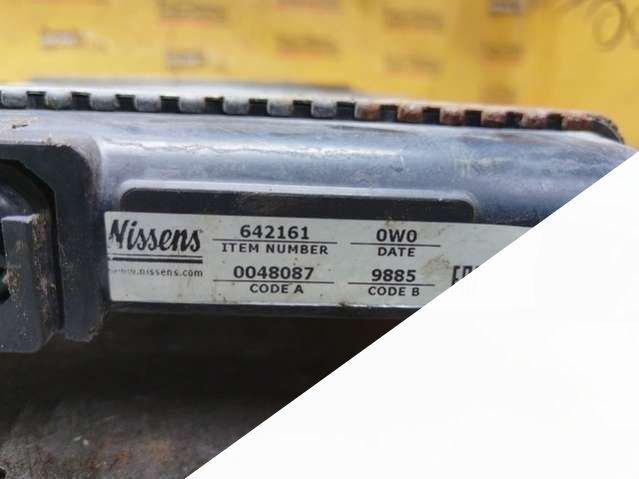 Nissens 642161 0W0
ITEM NUMBER DATE
www.nissens.com 0048087 9885
CODE A CODE B